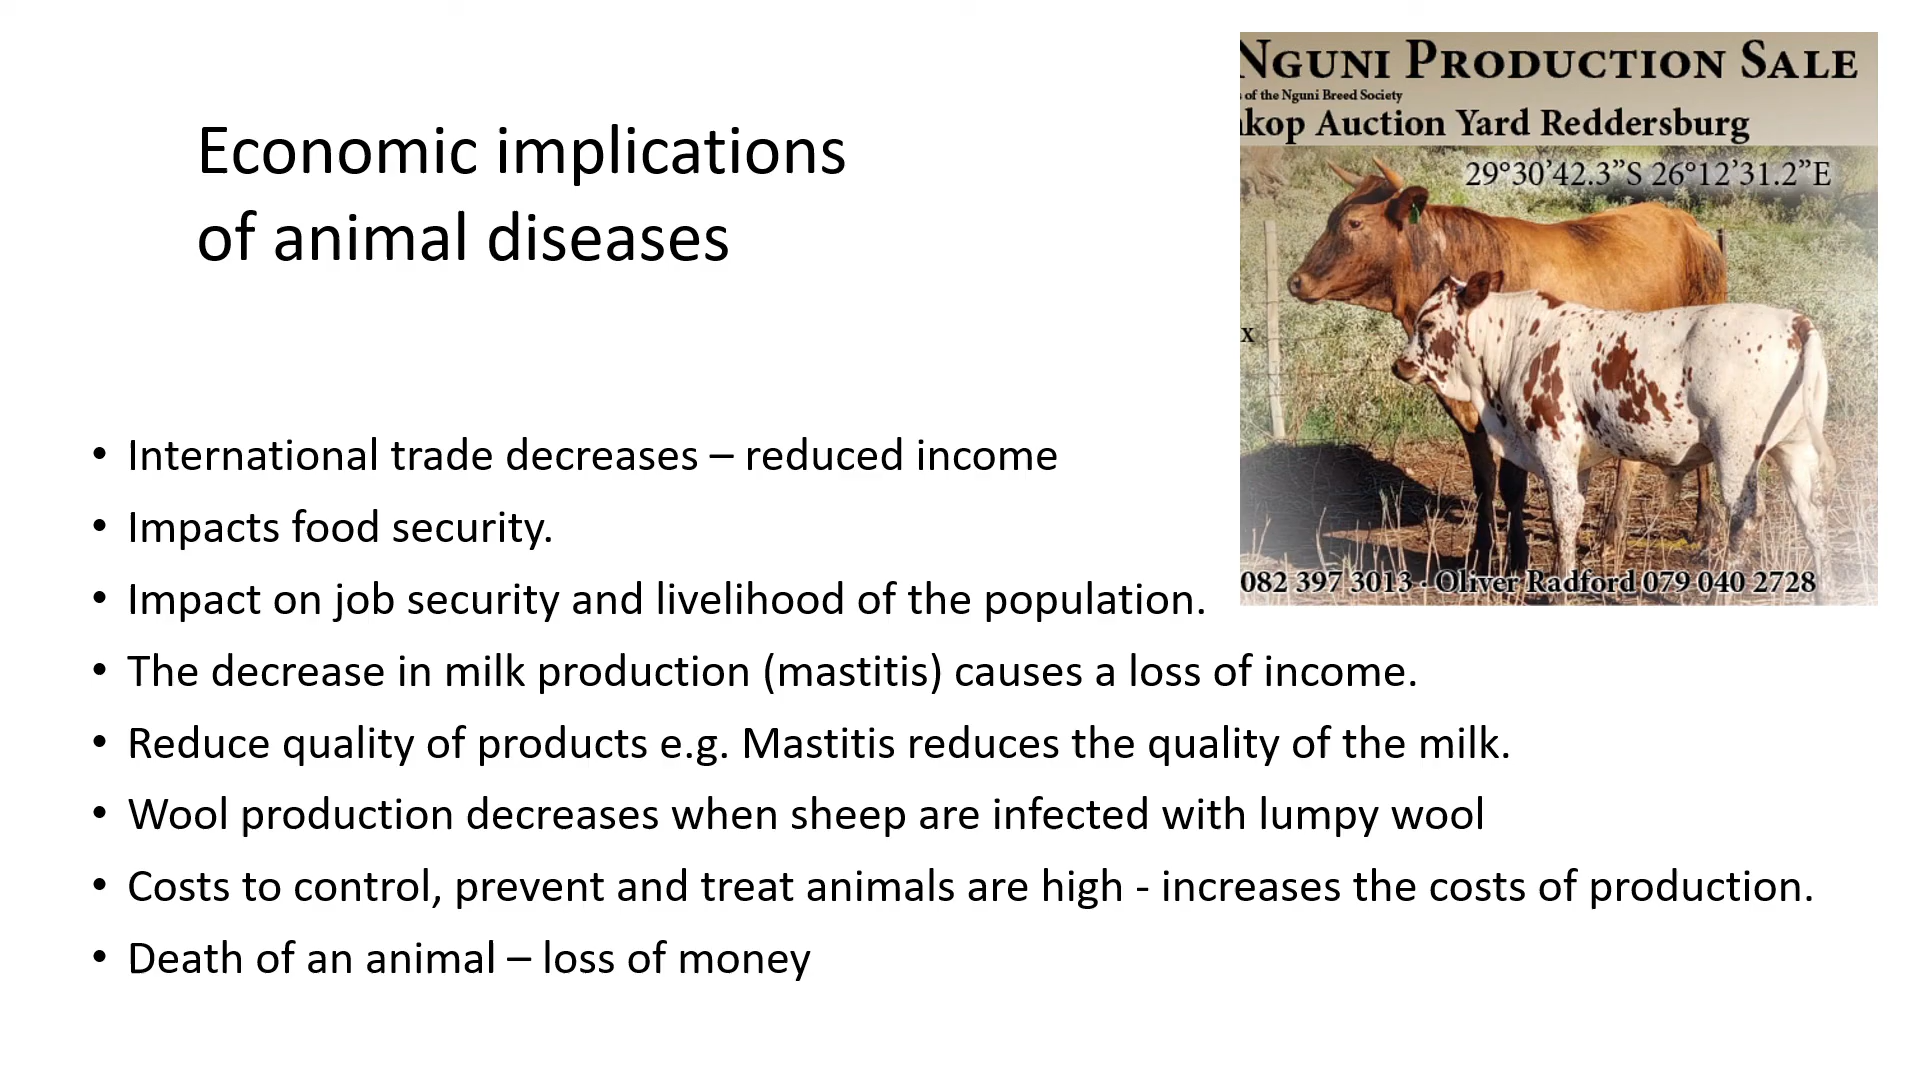 Economic implications
of animal diseases
NGUNI PRODUCTION SALE
of the Nguni Breed Society
Auction Yard Reddersburg
29°30’42.3”S 26°12’31.2”E
x
082 397 3013 · Oliver Radford 079 040 2728
• International trade decreases – reduced income
• Impacts food security.
• Impact on job security and livelihood of the population.
• The decrease in milk production (mastitis) causes a loss of income.
• Reduce quality of products e.g. Mastitis reduces the quality of the milk.
• Wool production decreases when sheep are infected with lumpy wool
• Costs to control, prevent and treat animals are high - increases the costs of production.
• Death of an animal – loss of money